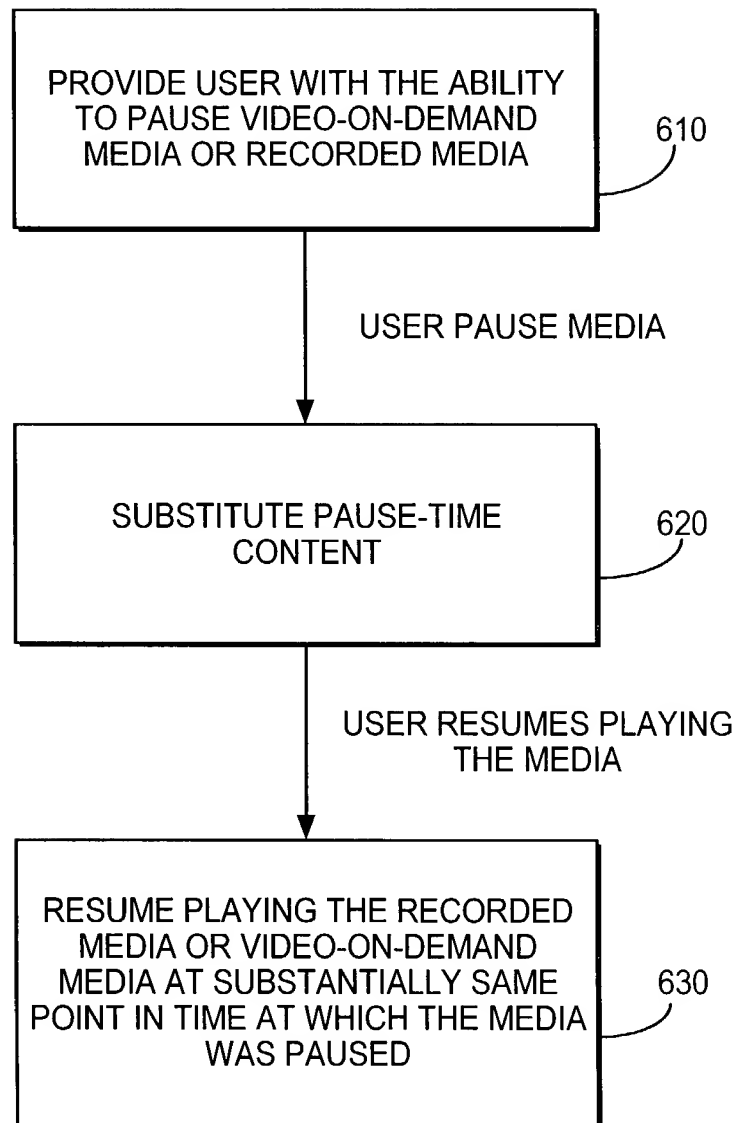 PROVIDE USER WITH THE ABILITY
TO PAUSE VIDEO-ON-DEMAND
MEDIA OR RECORDED MEDIA
610
USER PAUSE MEDIA
SUBSTITUTE PAUSE-TIME
CONTENT
620
USER RESUMES PLAYING
THE MEDIA
RESUME PLAYING THE RECORDED
MEDIA OR VIDEO-ON-DEMAND
MEDIA AT SUBSTANTIALLY SAME
POINT IN TIME AT WHICH THE MEDIA
WAS PAUSED
630